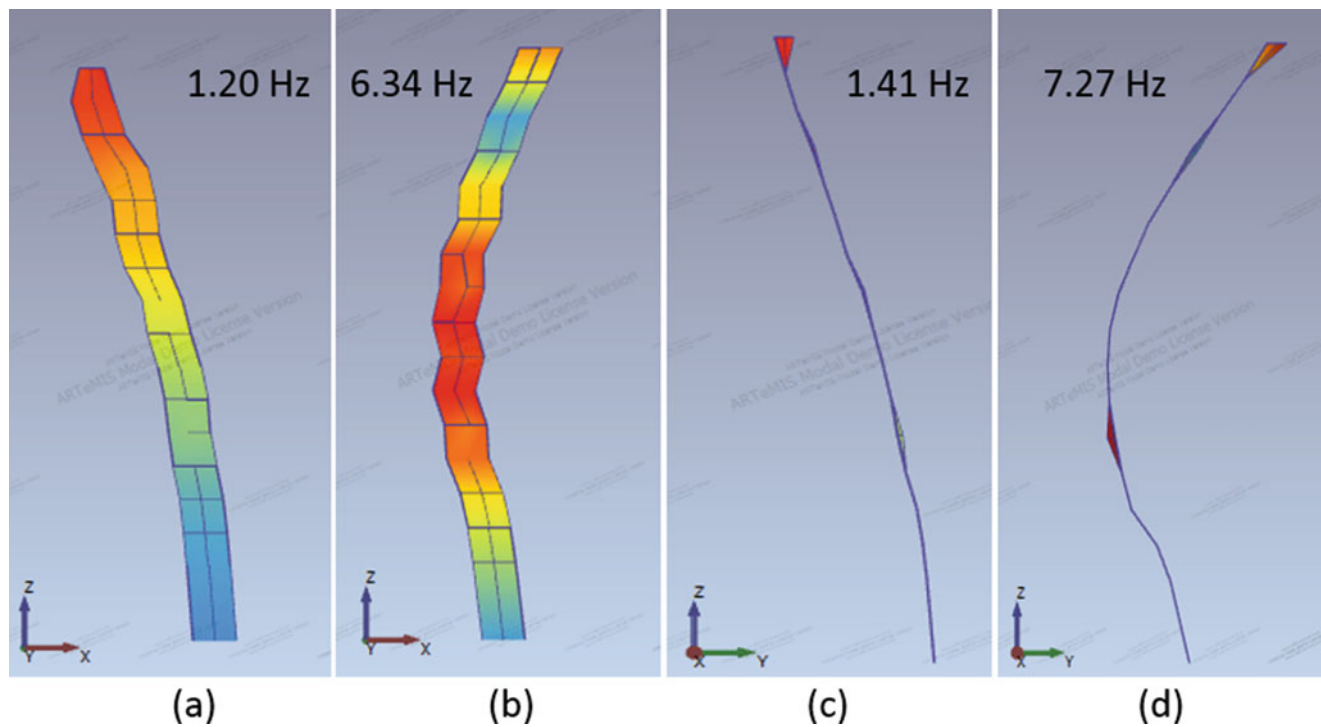 1.20 Hz
6.34 Hz
1.41 Hz
7.27 Hz
ARTeMIS Modal Demo License Version
ARTeMIS Modal Demo License Version
ARTeMIS Modal Demo License Version
ARTeMIS Modal Demo License Version
Z
Y
X
Z
Y
X
Z
X
Y
Z
X
Y
(a)
(b)
(c)
(d)